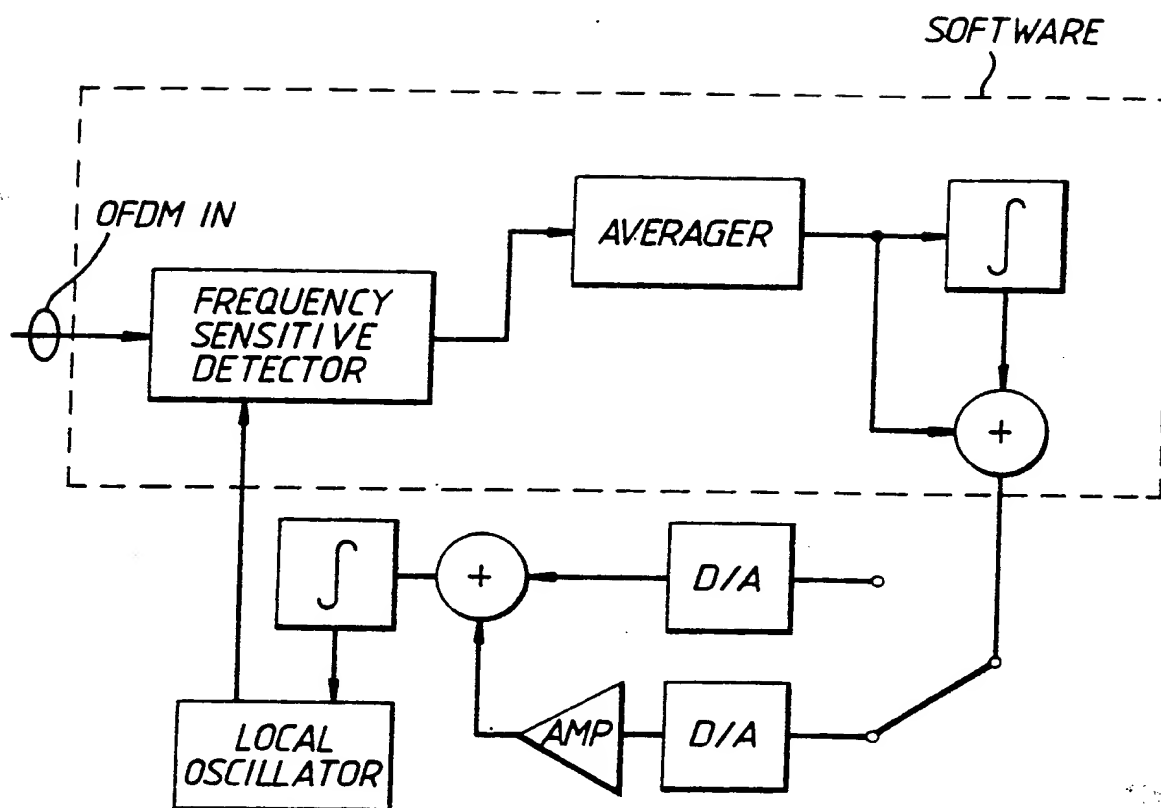 SOFTWARE
OFDM IN
AVERAGER
∫
FREQUENCY
SENSITIVE
DETECTOR
+
∫
+
D/A
AMP
D/A
LOCAL
OSCILLATOR